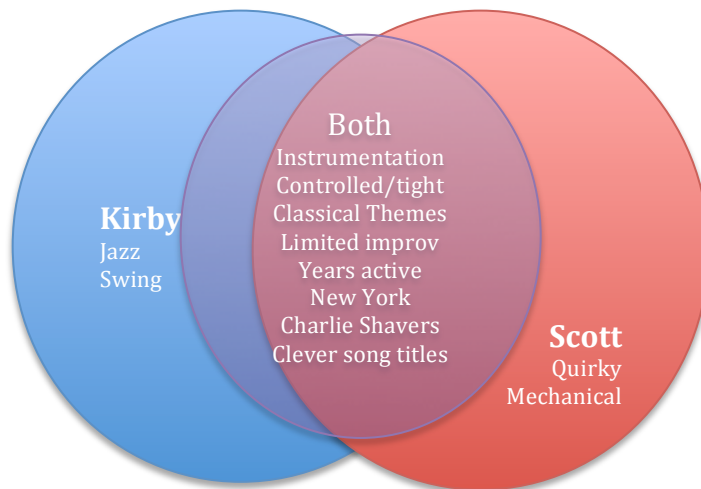 Both
Instrumentation
Controlled/tight
Classical Themes
Limited improv
Years active
New York
Charlie Shavers
Clever song titles
Kirby
Jazz
Swing
Scott
Quirky
Mechanical